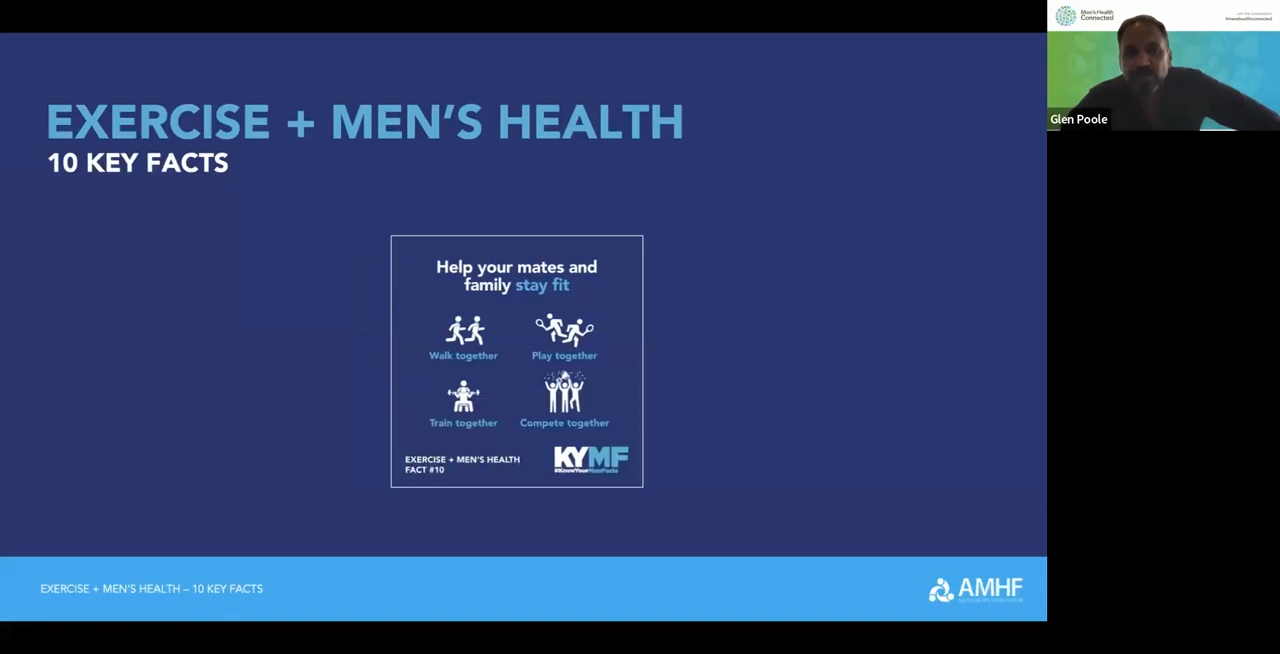 EXERCISE + MEN'S HEALTH
10 KEY FACTS
Help your mates and
family stay fit
Walk together
Play together
Train together
Compete together
EXERCISE + MEN'S HEALTH
FACT #10
KYMF
#KnowYourManFacts
EXERCISE + MEN'S HEALTH – 10 KEY FACTS
AMHF
Men's Health
Connected
#menshealthconnected
Glen Poole